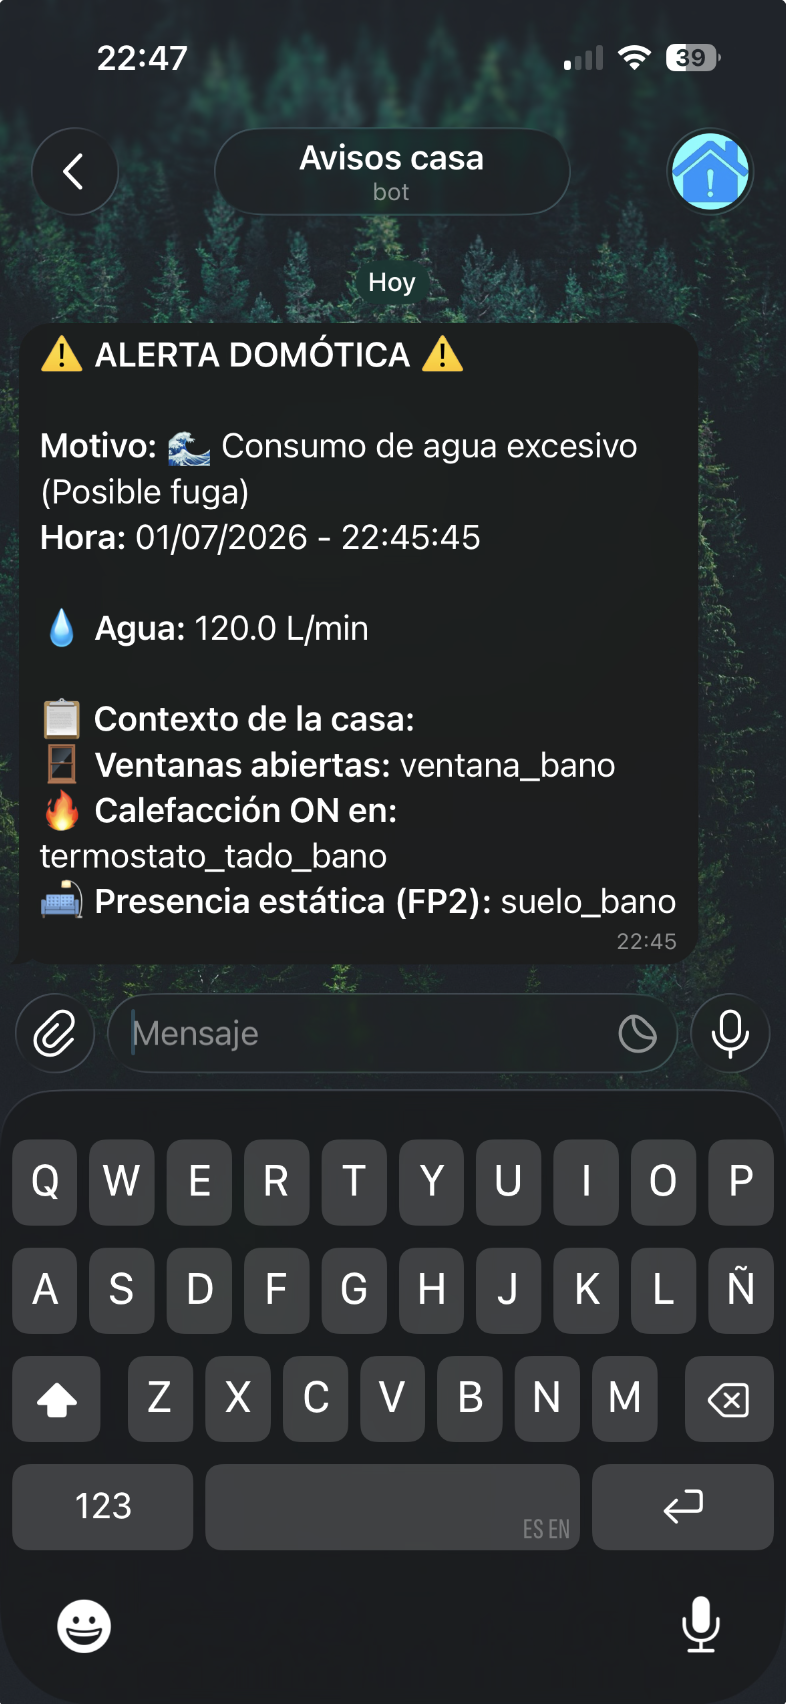 22:47
39
Avisos casa
bot
Hoy
⚠️ ALERTA DOMÓTICA ⚠️
Motivo: 🌊 Consumo de agua excesivo
(Posible fuga)
Hora: 01/07/2026 - 22:45:45
💧 Agua: 120.0 L/min
📋 Contexto de la casa:
🪟 Ventanas abiertas: ventana_bano
🔥 Calefacción ON en:
termostato_tado_bano
🛋️ Presencia estática (FP2): suelo_bano
22:45
Mensaje
Q W E R T Y U I O P
A S D F G H J K L Ñ
Z X C V B N M
123
ES EN